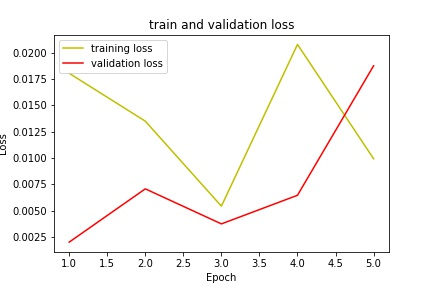 train and validation loss
training loss
validation loss
0.0200
0.0175
0.0150
0.0125
0.0100
0.0075
0.0050
0.0025
Loss
1.0 1.5 2.0 2.5 3.0 3.5 4.0 4.5 5.0
Epoch